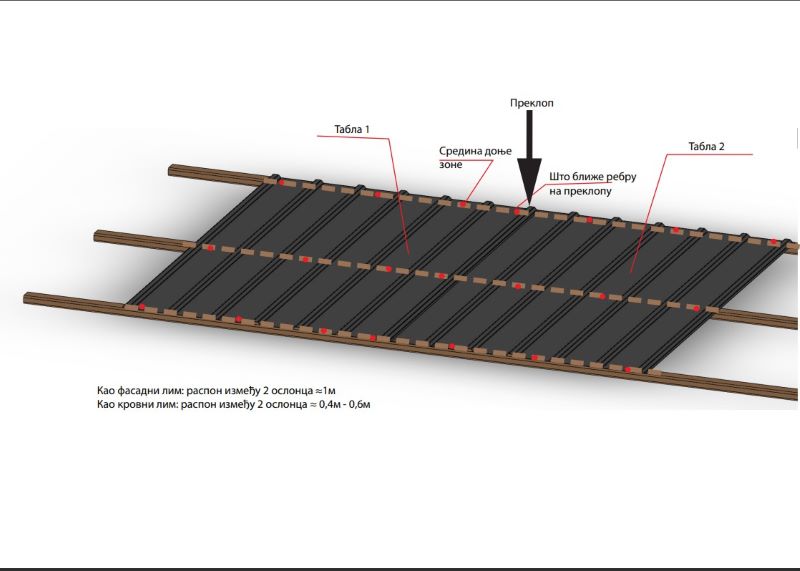 Преклоп
Табла 1
Средина доње
зоне
Табла 2
Што ближе ребру
на преклопу
Као фасадни лим: распон између 2 ослонца ≈1м
Као кровни лим: распон између 2 ослонца ≈ 0,4м - 0,6м